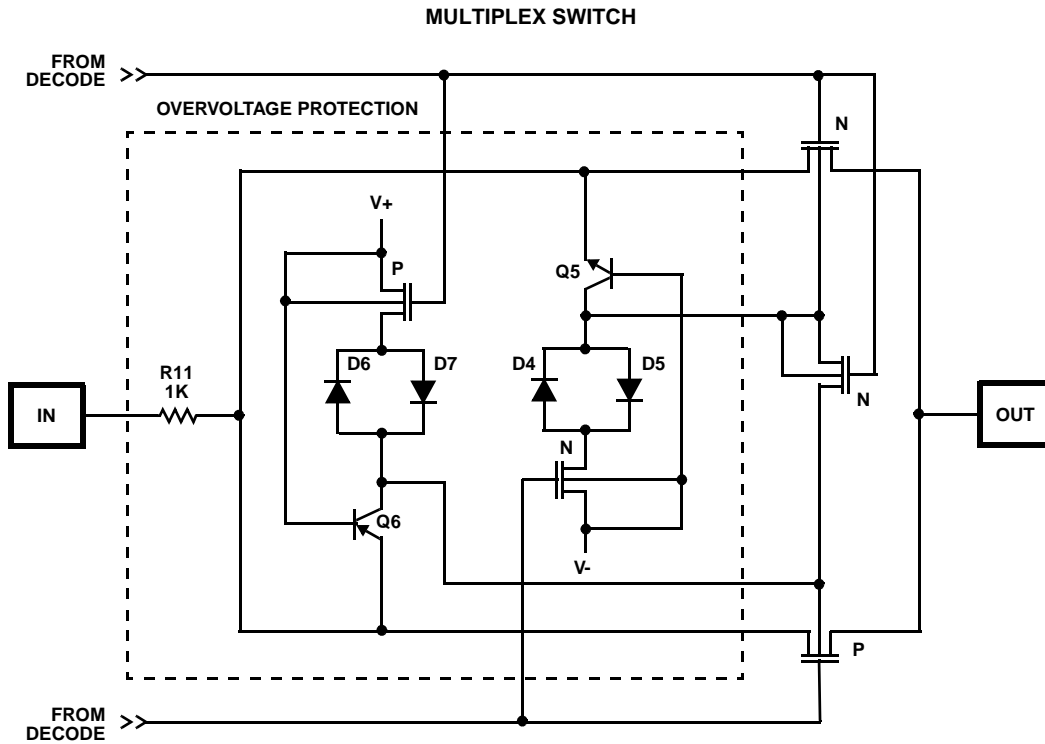 MULTIPLEX SWITCH
FROM
DECODE
OVERVOLTAGE PROTECTION
N
V+
P
Q5
D6
D7
D4
D5
R11
1K
N
IN
OUT
N
Q6
V-
P
FROM
DECODE